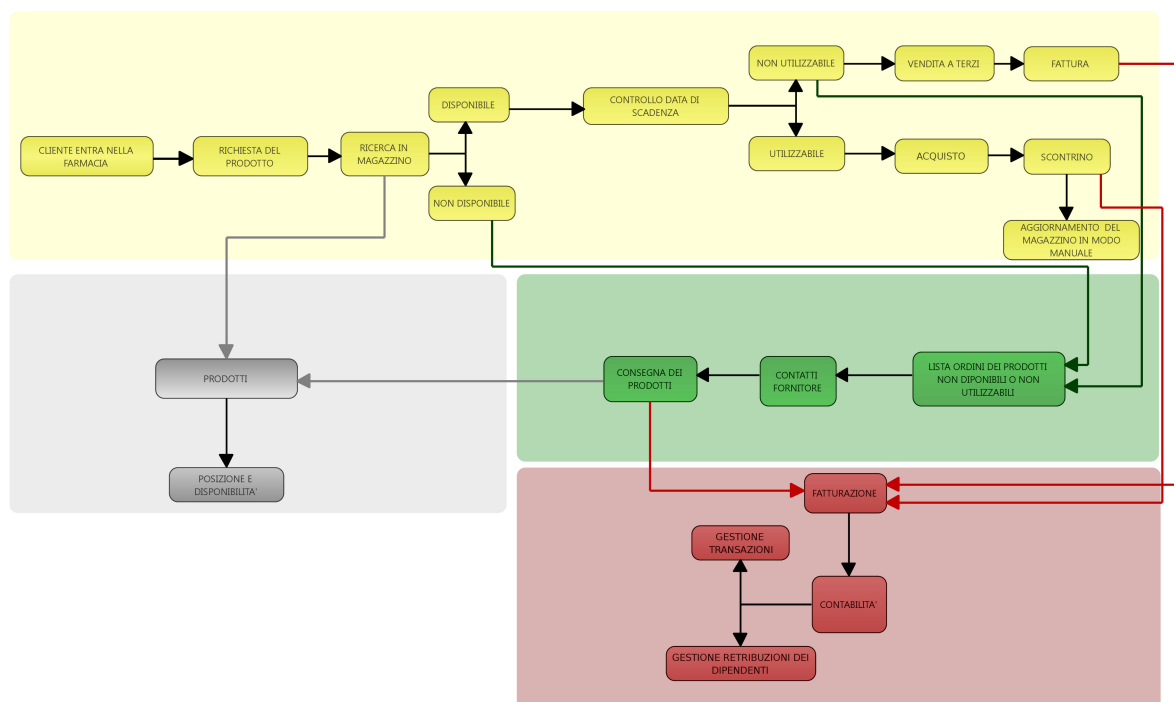 NON UTILIZZABILE
VENDITA A TERZI
FATTURA
DISPONIBILE
CONTROLLO DATA DI
SCADENZA
CLIENTE ENTRA NELLA
FARMACIA
RICHIESTA DEL
PRODOTTO
RICERCA IN
MAGAZZINO
UTILIZZABILE
ACQUISTO
SCONTRINO
NON DISPONIBILE
AGGIORNAMENTO DEL
MAGAZZINO IN MODO
MANUALE
PRODOTTI
CONSEGNA DEI
PRODOTTI
CONTATTI
FORNITORE
LISTA ORDINI DEI PRODOTTI
NON DIPONIBILI O NON
UTILIZZABILI
POSIZIONE E
DISPONIBILITA'
FATTURAZIONE
GESTIONE
TRANSAZIONI
CONTABILITA'
GESTIONE RETRIBUZIONI DEI
DIPENDENTI